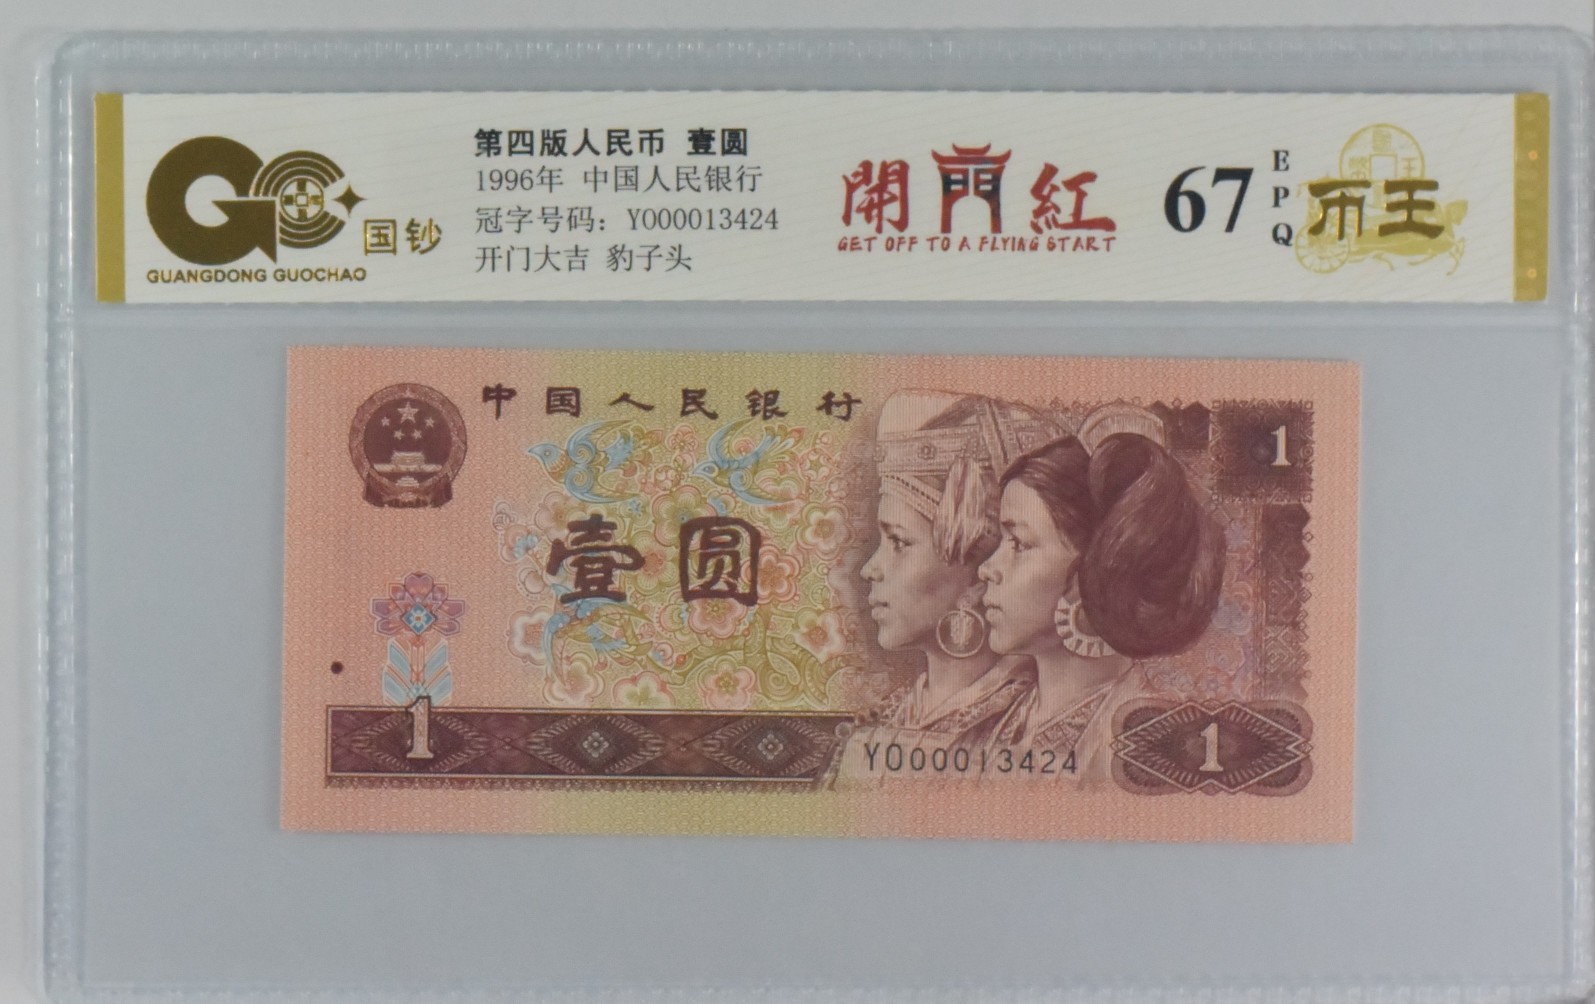 国钞
GUANGDONG GUOCHAO
第四版人民币 壹圆
1996年 中国人民银行
冠字号码：YO00013424
开门大吉 豹子头
開門紅
GET OFF TO A FLYING START
67
EPQ
币王
中国人民银行
1
壹圆
1
YO00013424
1